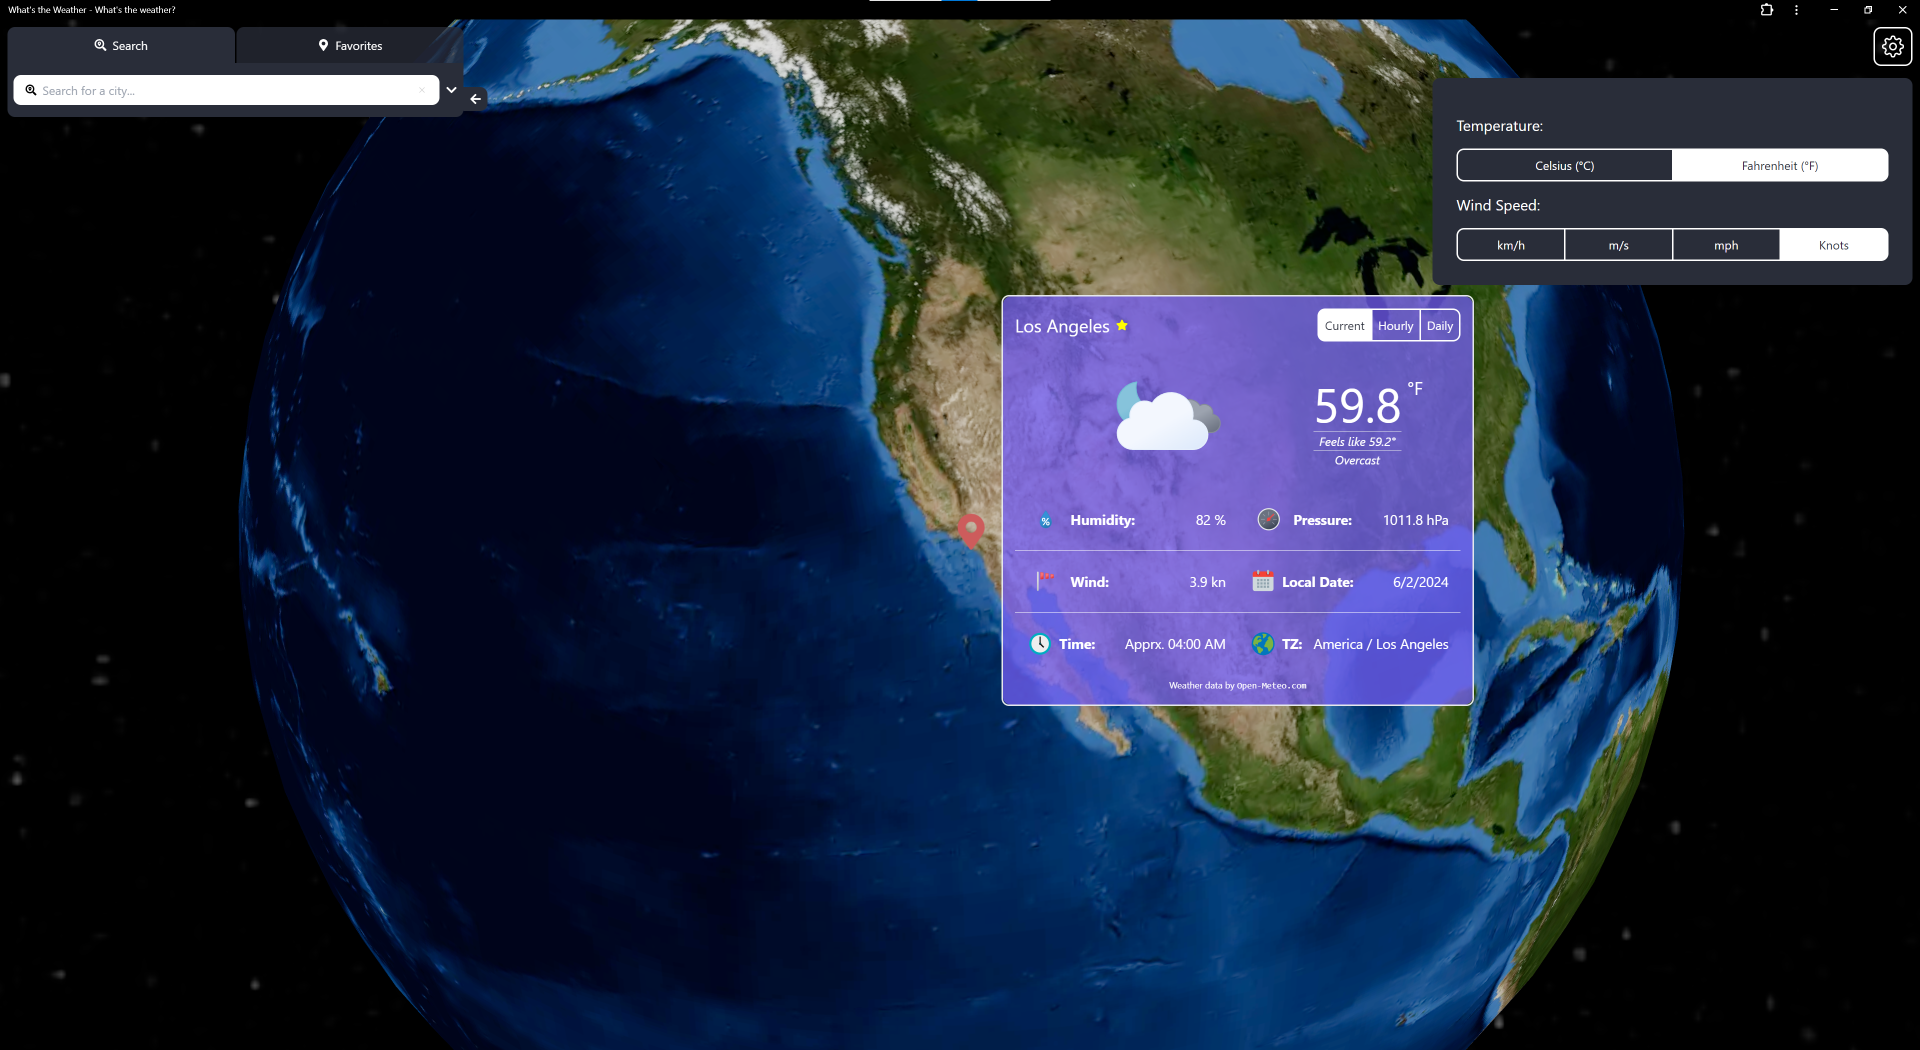 What's the Weather - What's the weather?
Search
Favorites
Search for a city...
Temperature:
Celsius (°C)
Fahrenheit (°F)
Wind Speed:
km/h
m/s
mph
Knots
Los Angeles
Current
Hourly
Daily
59.8 °F
Feels like 59.2°
Overcast
% Humidity: 82 %
Pressure: 1011.8 hPa
Wind: 3.9 kn
Local Date: 6/2/2024
Time: Apprx. 04:00 AM
TZ: America / Los Angeles
Weather data by Open-Meteo.com